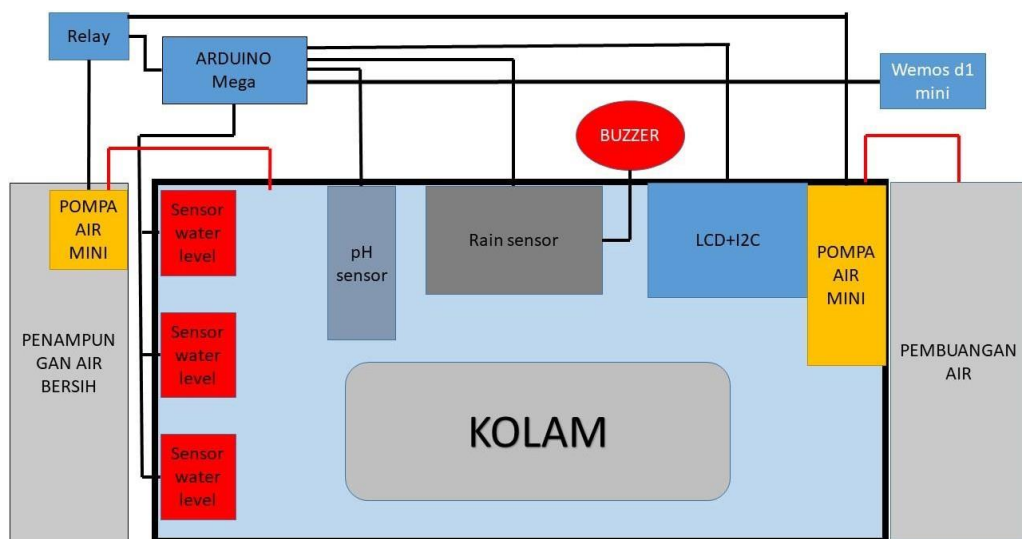 Relay
ARDUINO
Mega
Wemos d1
mini
BUZZER
POMPA
AIR
MINI
Sensor
water
level
pH
sensor
Rain sensor
LCD+I2C
POMPA
AIR
MINI
PENAMPUN
GAN AIR
BERSIH
Sensor
water
level
PEMBUANGAN
AIR
KOLAM
Sensor
water
level